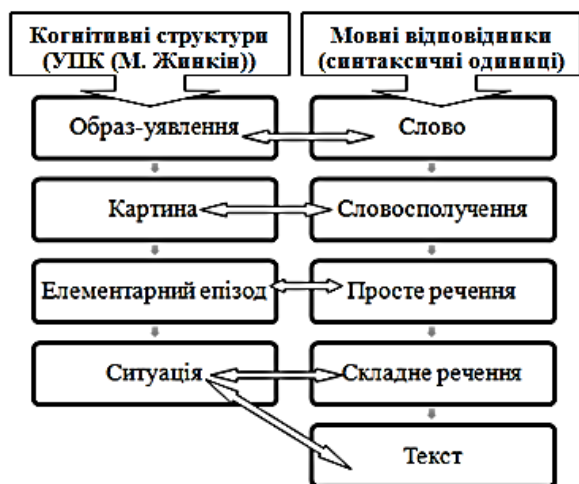 Когнитивні структури
(УПК (М. Жинкін))
Мовні відповідники
(синтаксичні одиниці)
Образ-уявлення
Слово
Картина
Словосполучення
Елементарний епізод
Просте речення
Ситуація
Складне речення
Текст